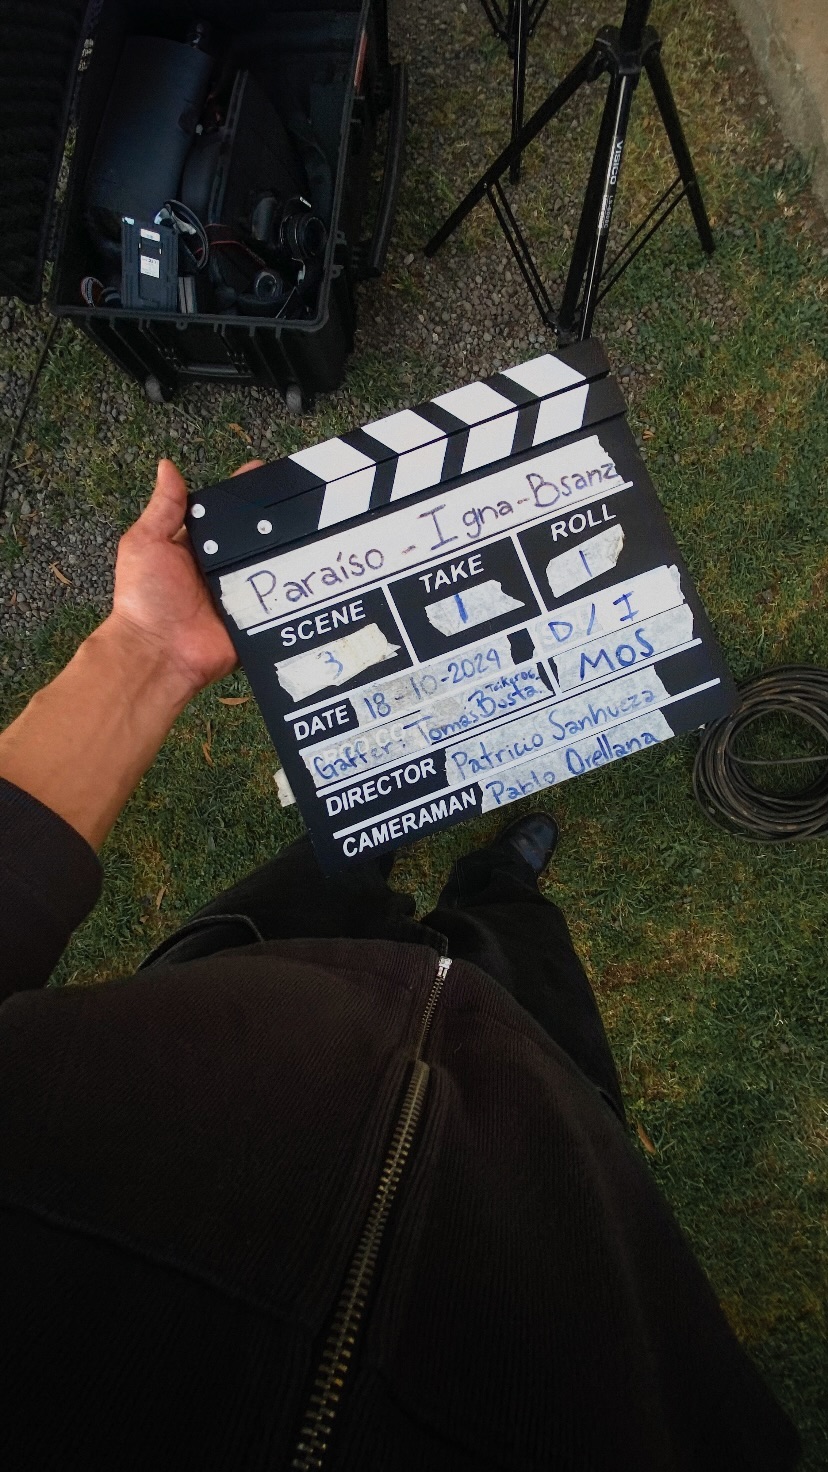 VISICO
Paraíso - Igna-Bsanz
SCENE TAKE ROLL
3 1 1
DATE 18-10-2024 D / I
Gaffer: Tomás Busta. MOS
DIRECTOR Patricio Sanhueza
CAMERAMAN Pablo Orellana